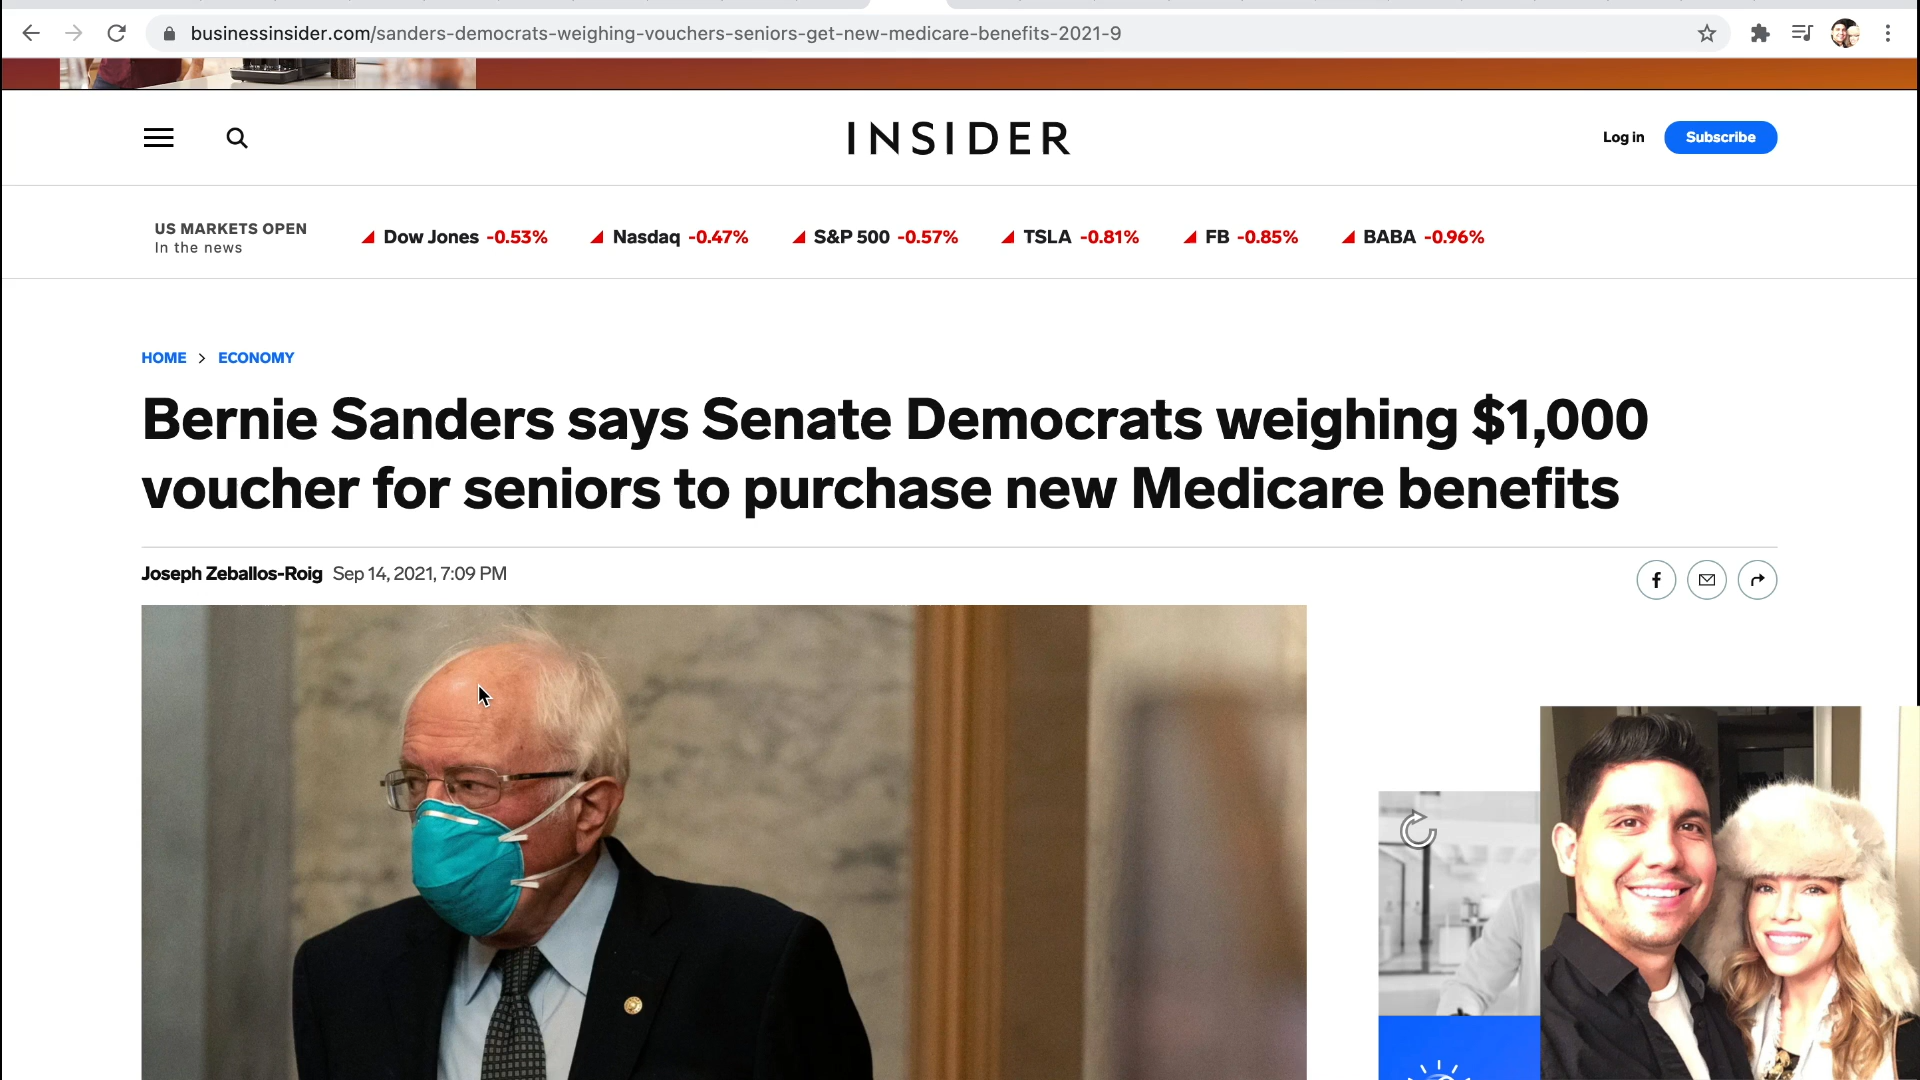 businessinsider.com/sanders-democrats-weighing-vouchers-seniors-get-new-medicare-benefits-2021-9
INSIDER
Log in
Subscribe
US MARKETS OPEN
In the news
Dow Jones -0.53%
Nasdaq -0.47%
S&P 500 -0.57%
TSLA -0.81%
FB -0.85%
BABA -0.96%
HOME > ECONOMY
Bernie Sanders says Senate Democrats weighing $1,000
voucher for seniors to purchase new Medicare benefits
Joseph Zeballos-Roig Sep 14, 2021, 7:09 PM